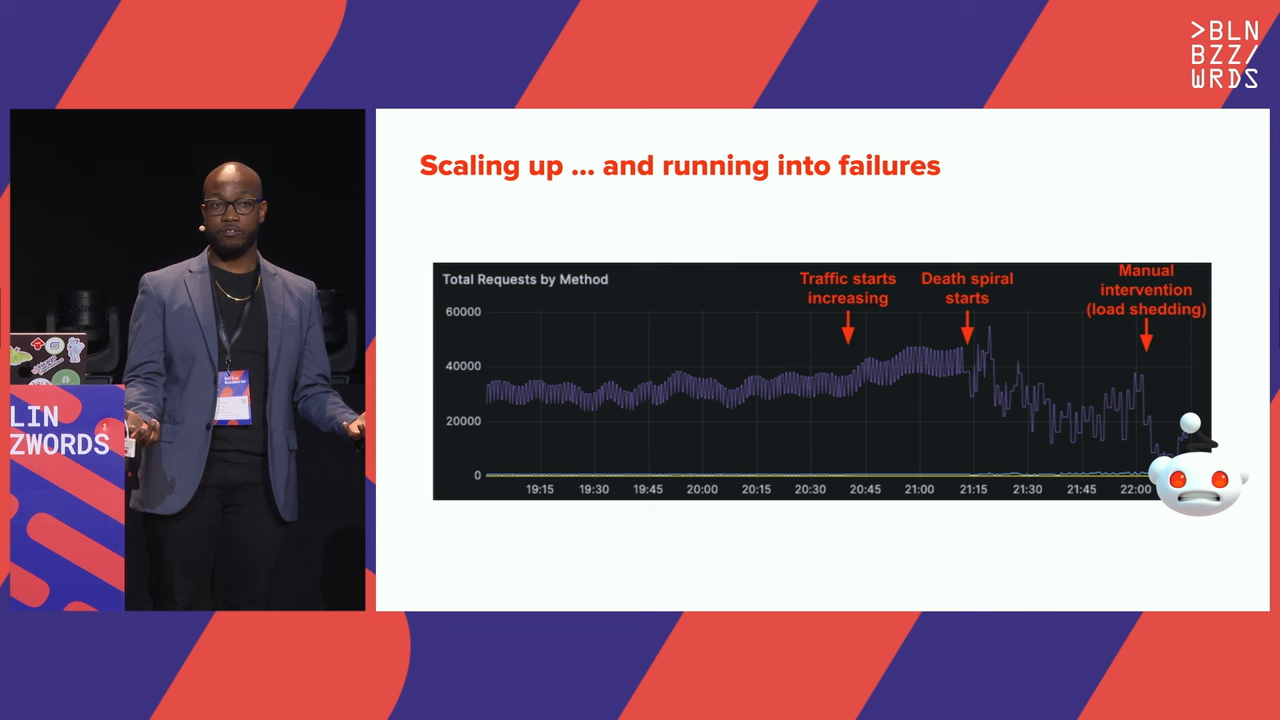 >BLN
BZZ/
WRDS
Scaling up ... and running into failures
Total Requests by Method
Traffic starts
increasing
Death spiral
starts
Manual
intervention
(load shedding)
60000
40000
20000
0
19:15 19:30 19:45 20:00 20:15 20:30 20:45 21:00 21:15 21:30 21:45 22:00
LIN
ZWORDS